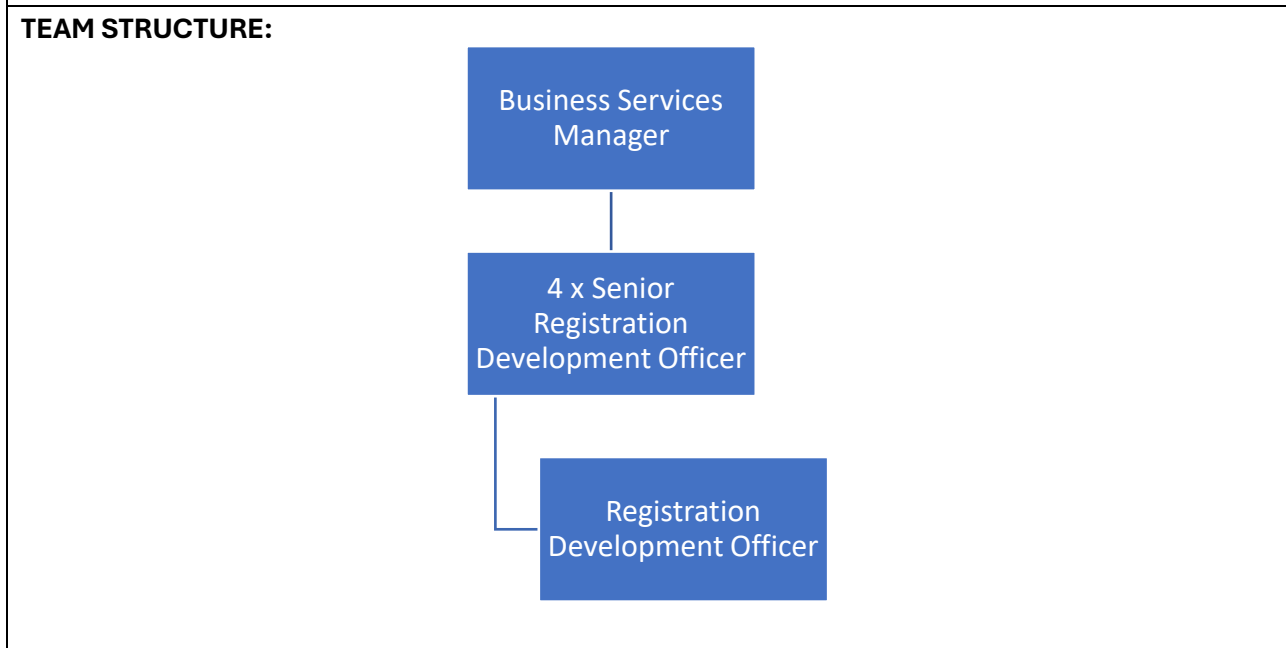 TEAM STRUCTURE:
Business Services
Manager
4 x Senior
Registration
Development Officer
Registration
Development Officer